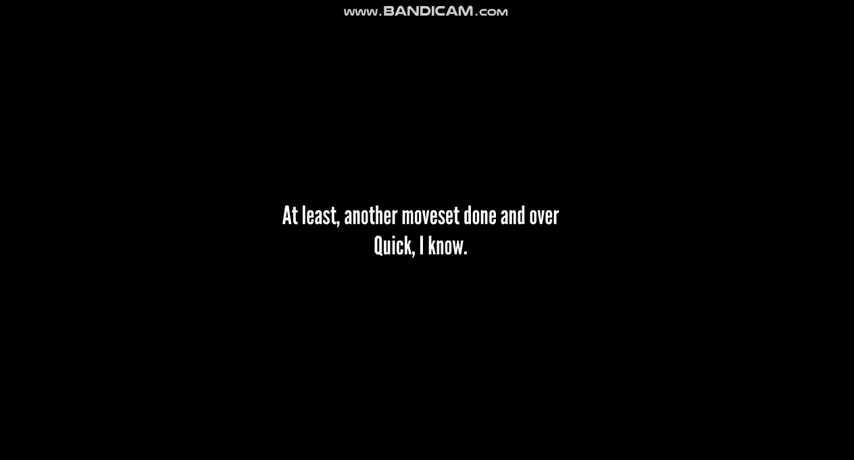 www.BANDICAM.com
At least, another moveset done and over
Quick, I know.